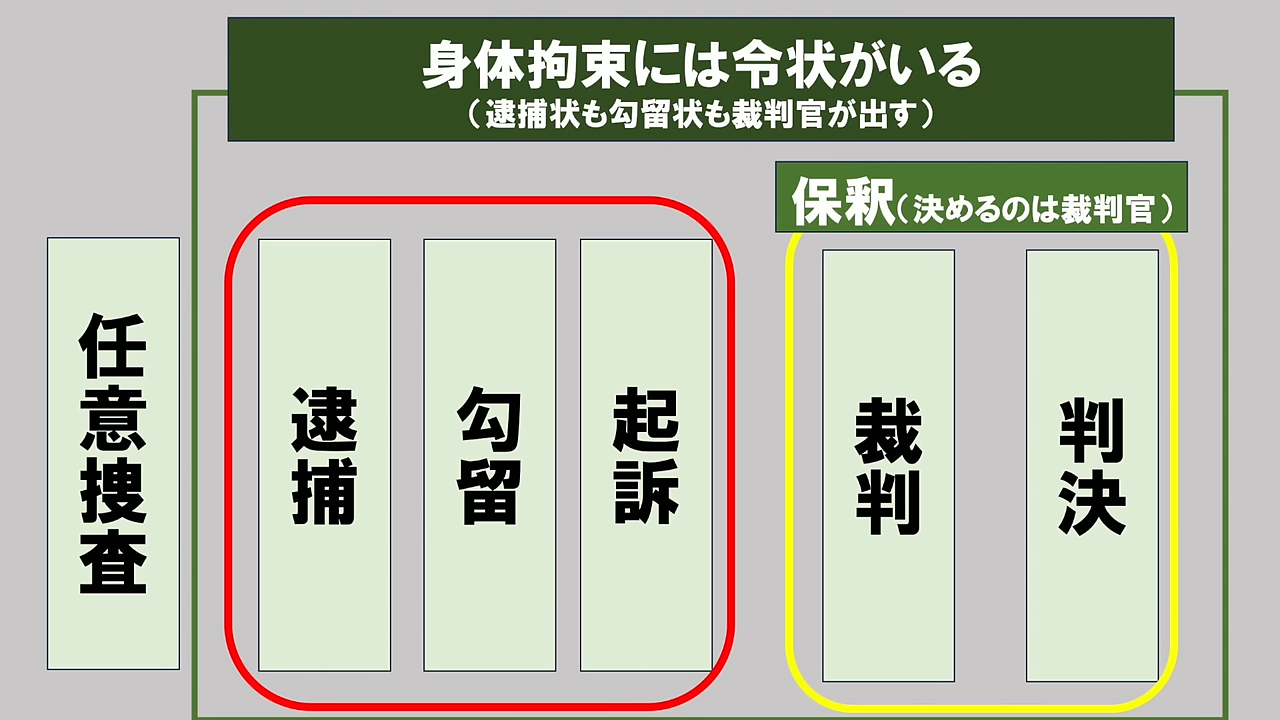 身体拘束には令状がいる
（逮捕状も勾留状も裁判官が出す）
保釈（決めるのは裁判官）
任意捜査
逮捕
勾留
起訴
裁判
判決